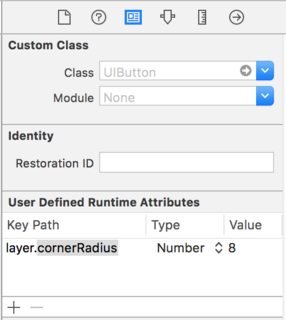 Custom Class
Class UIButton
Module None
Identity
Restoration ID
User Defined Runtime Attributes
Key Path Type Value
layer.cornerRadius Number 8